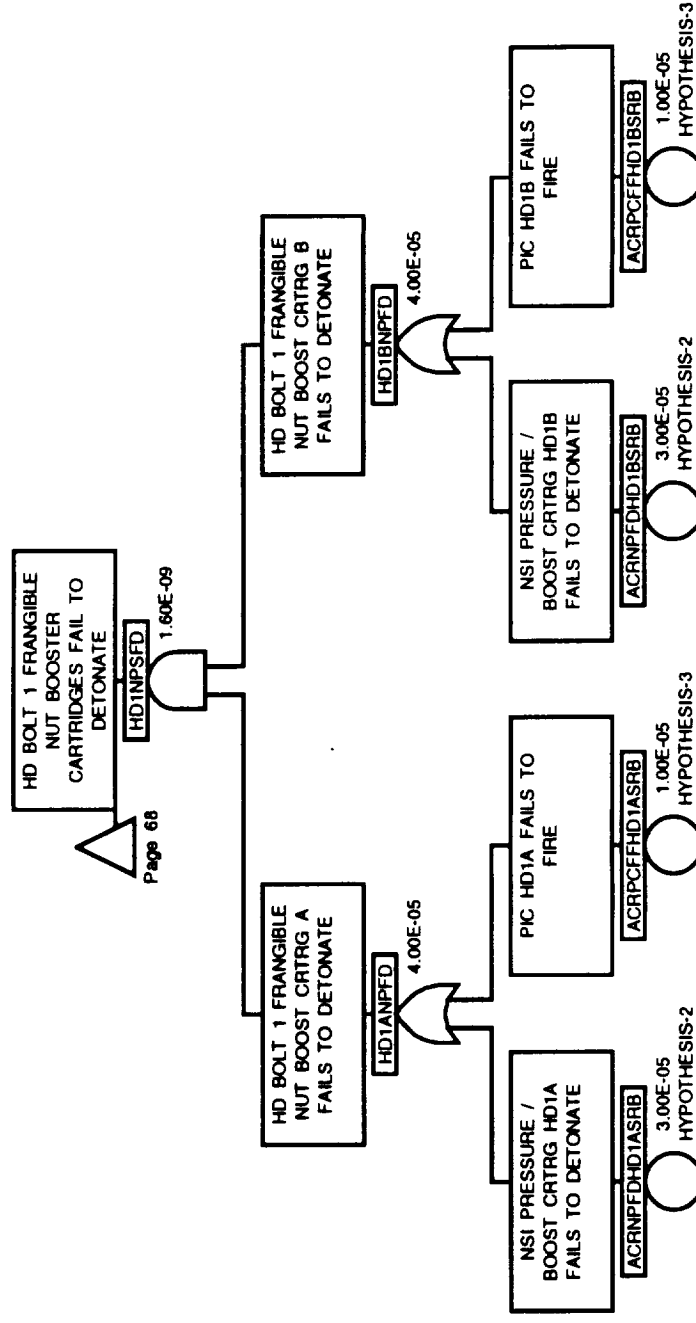 HD BOLT 1 FRANGIBLE
NUT BOOSTER
CARTRIDGES FAIL TO
DETONATE
Page 68
HD1NPSFD
1.60E-09
HD BOLT 1 FRANGIBLE
NUT BOOST CRTRG A
FAILS TO DETONATE
HD1ANPFD
4.00E-05
HD BOLT 1 FRANGIBLE
NUT BOOST CRTRG B
FAILS TO DETONATE
HD1BNPFD
4.00E-05
NSI PRESSURE /
BOOST CRTRG HD1A
FAILS TO DETONATE
ACRNPFDHD1ASRB
3.00E-05
HYPOTHESIS-2
PIC HD1A FAILS TO
FIRE
ACRPCFFHD1ASRB
1.00E-05
HYPOTHESIS-3
NSI PRESSURE /
BOOST CRTRG HD1B
FAILS TO DETONATE
ACRNPFDHD1BSRB
3.00E-05
HYPOTHESIS-2
PIC HD1B FAILS TO
FIRE
ACRPCFFHD1BSRB
1.00E-05
HYPOTHESIS-3